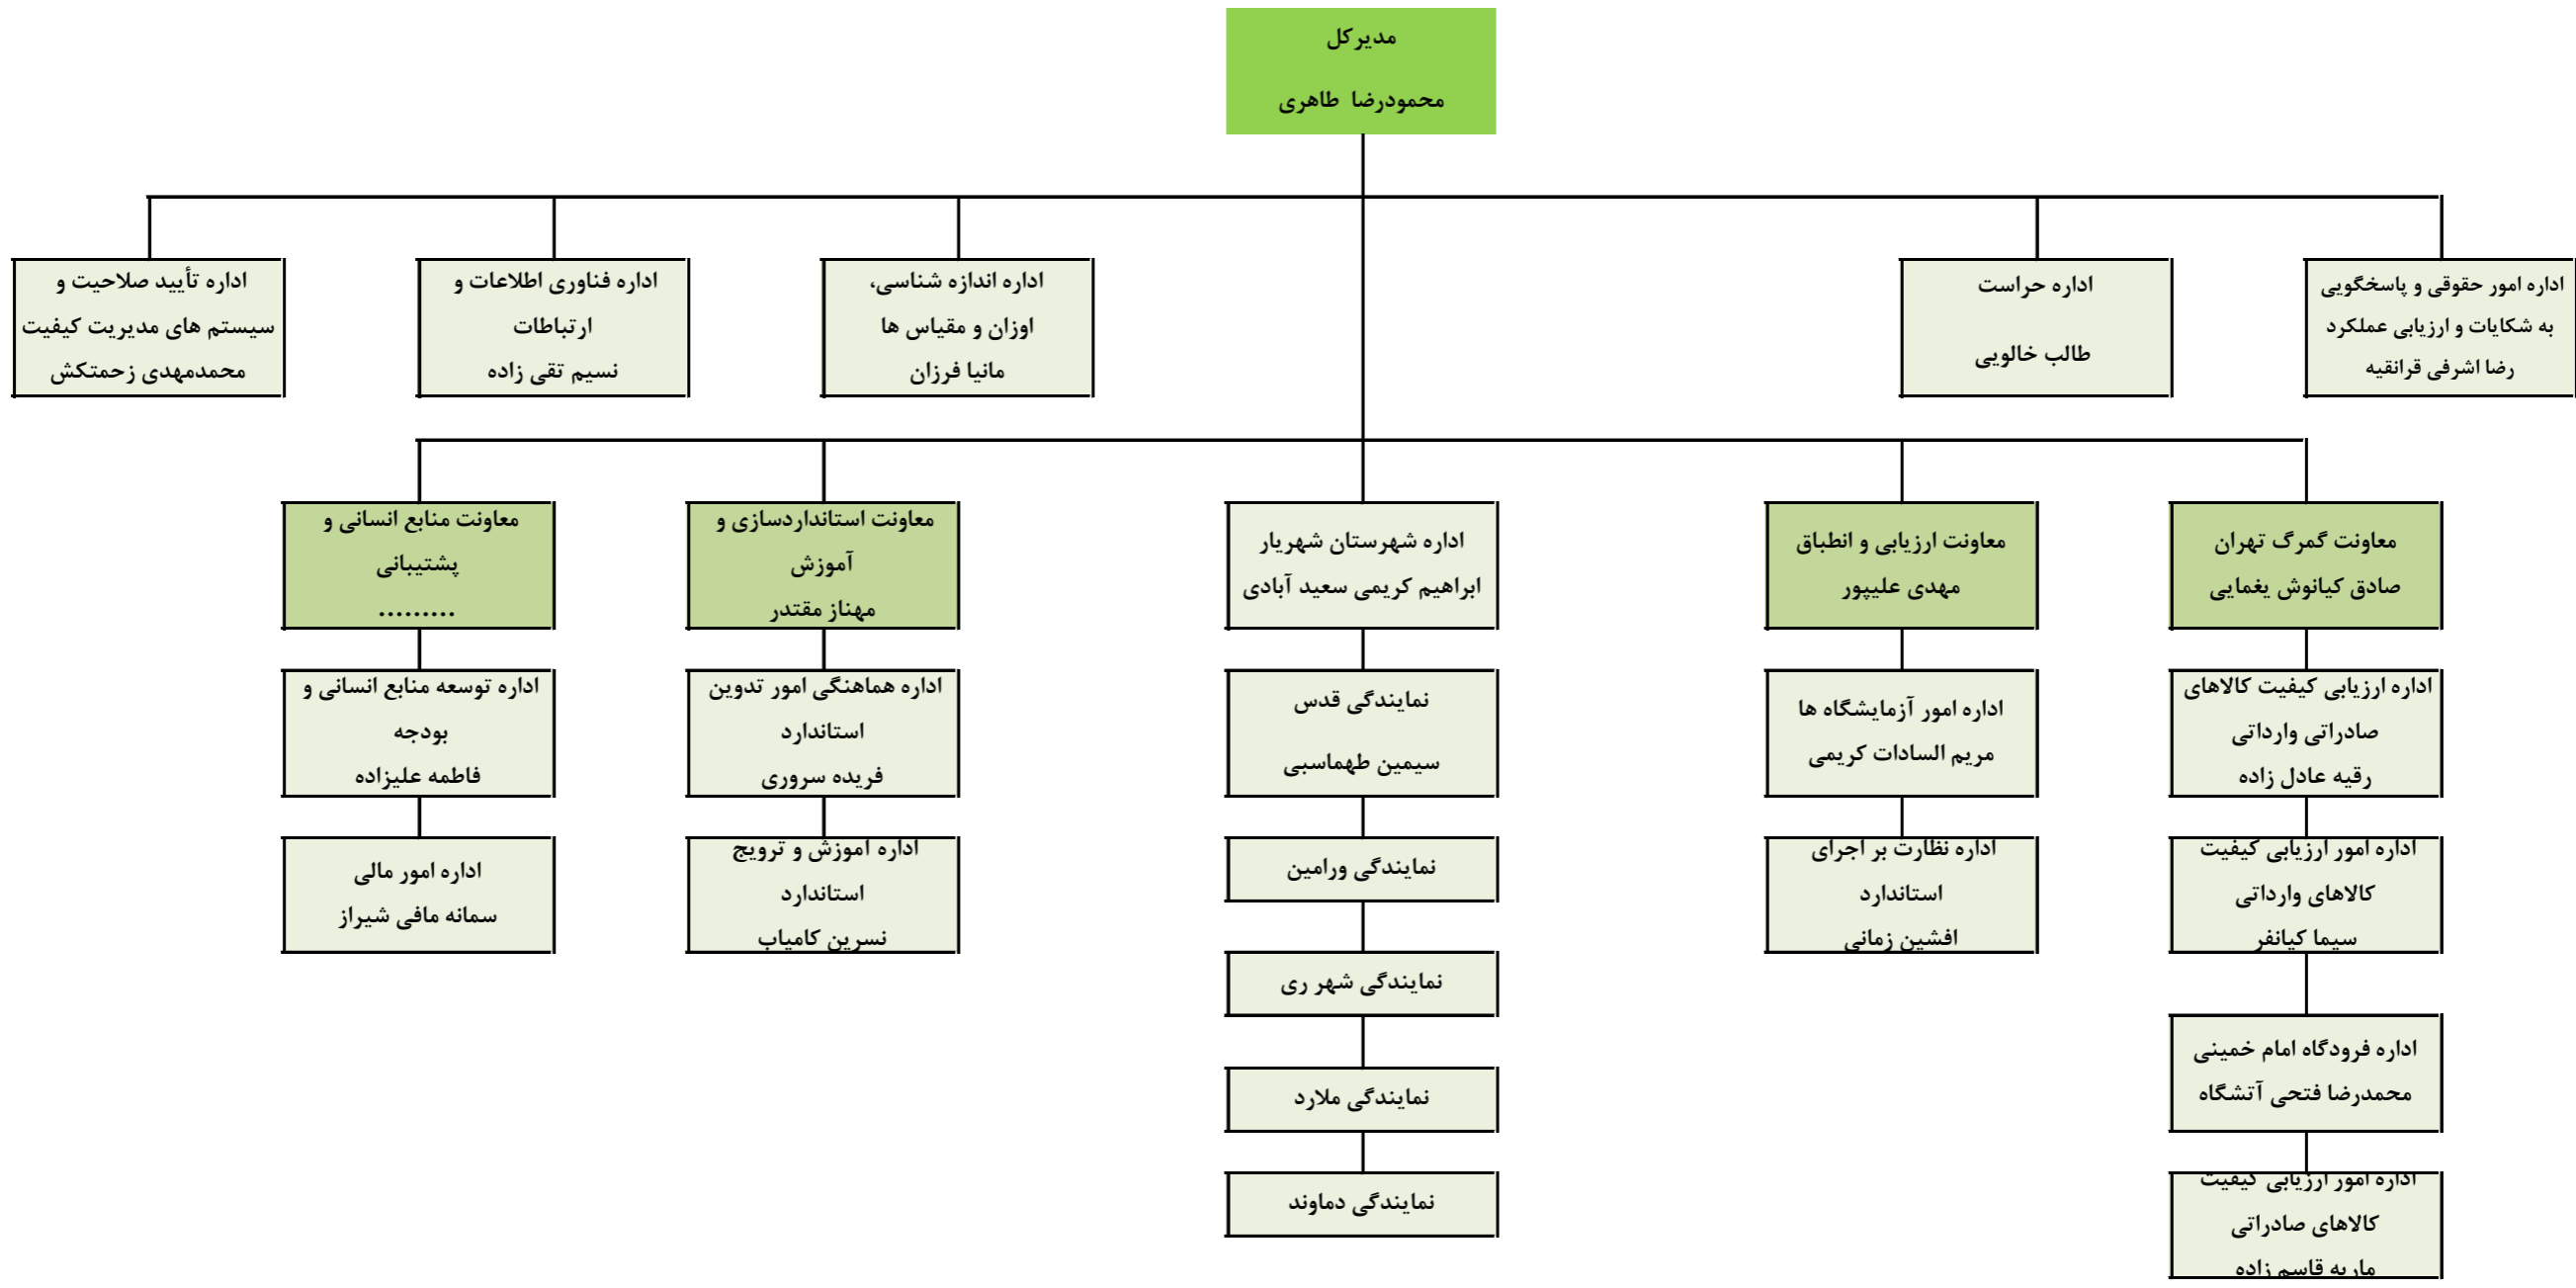 مدیرکل
محمودرضا طاهری
اداره امور حقوقی و پاسخگویی
به شکایات و ارزیابی عملکرد
رضا اشرفی قرانقیه
اداره حراست
طالب خالویی
اداره اندازه شناسی،
اوزان و مقیاس ها
مانیا فرزان
اداره فناوری اطلاعات و
ارتباطات
نسیم تقی زاده
اداره تأیید صلاحیت و
سیستم های مدیریت کیفیت
محمدمهدی زحمتکش
معاونت گمرگ تهران
صادق کیانوش یغمایی
اداره ارزیابی کیفیت کالاهای
صادراتی وارداتی
رقیه عادل زاده
اداره امور ارزیابی کیفیت
کالاهای وارداتی
سیما کیانفر
اداره فرودگاه امام خمینی
محمدرضا فتحی آتشگاه
اداره امور ارزیابی کیفیت
کالاهای صادراتی
ماریه قاسم زاده
معاونت ارزیابی و انطباق
مهدی علیپور
اداره امور آزمایشگاه ها
مریم السادات کریمی
اداره نظارت بر اجرای
استاندارد
افشین زمانی
اداره شهرستان شهریار
ابراهیم کریمی سعید آبادی
نمایندگی قدس
سیمین طهماسبی
نمایندگی ورامین
نمایندگی شهر ری
نمایندگی ملارد
نمایندگی دماوند
معاونت استانداردسازی و
آموزش
مهناز مقتدر
اداره هماهنگی امور تدوین
استاندارد
فریده سروری
اداره آموزش و ترویج
استاندارد
نسرین کامیاب
معاونت منابع انسانی و
پشتیبانی
.........
اداره توسعه منابع انسانی و
بودجه
فاطمه علیزاده
اداره امور مالی
سمانه مافی شیراز